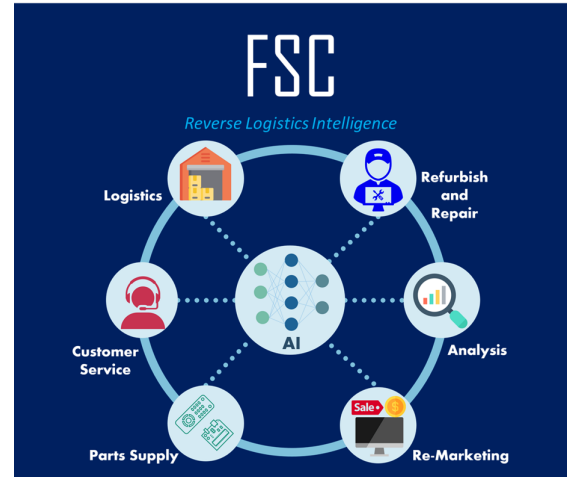 FSC
Reverse Logistics Intelligence
Logistics
Refurbish
and
Repair
AI
Customer
Service
Analysis
Sale
$
Parts Supply
Re-Marketing